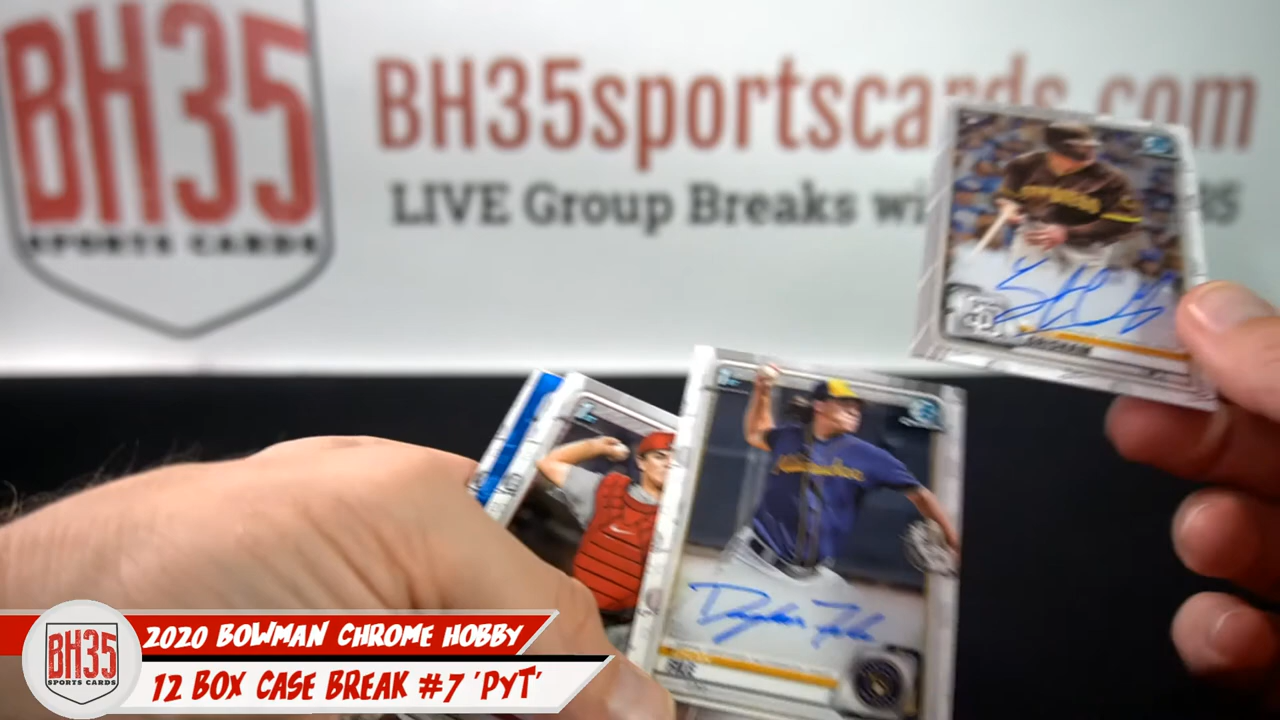 BH35
SPORTS CARDS
BH35sportscards.com
LIVE Group Breaks wi
BH35
SPORTS CARDS
2020 BOWMAN CHROME HOBBY
12 BOX CASE BREAK #7 'PYT'